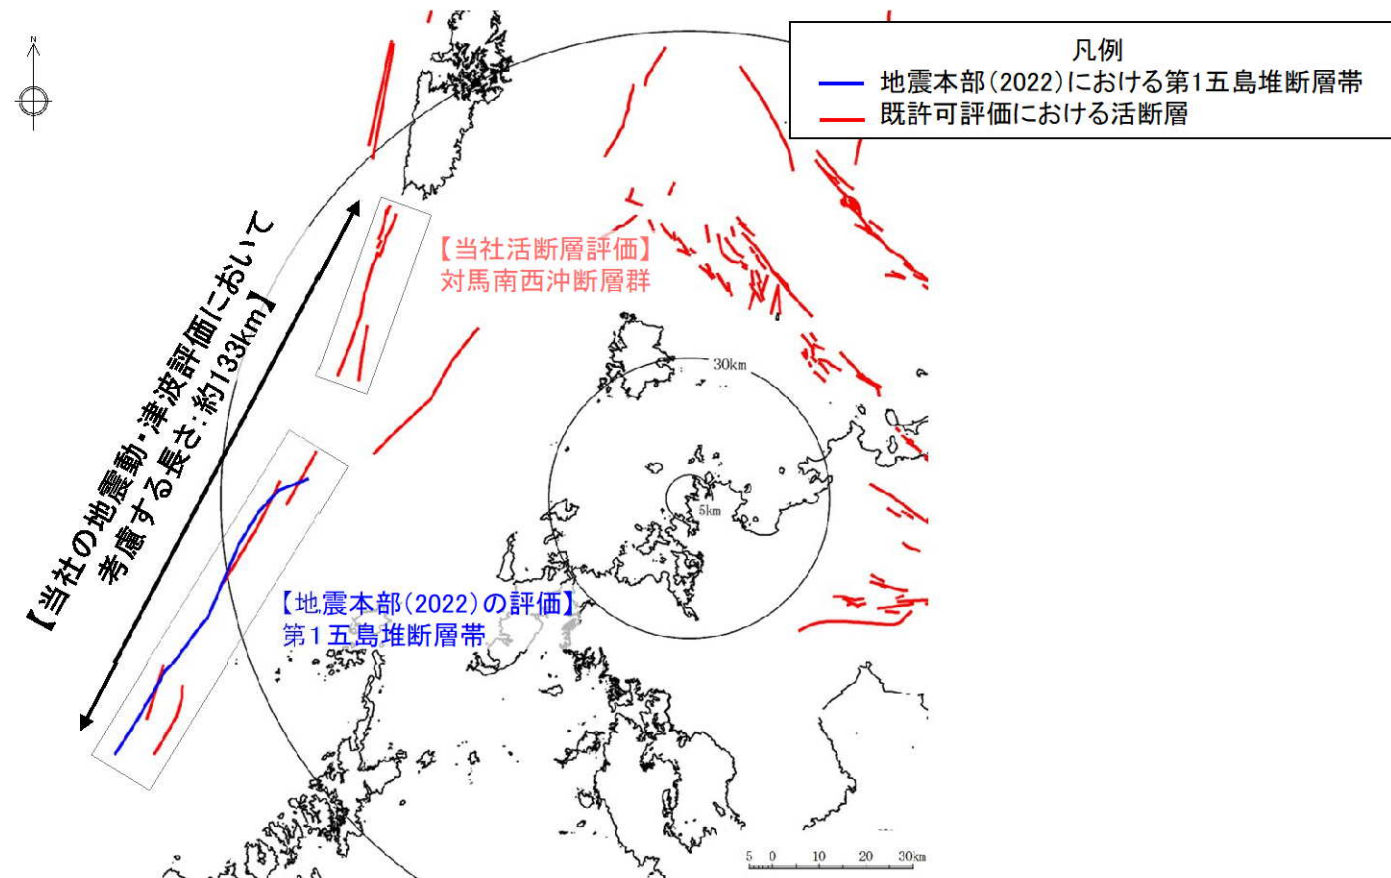 N
凡例
地震本部(2022)における第1五島堆断層帯
既許可評価における活断層
【当社の地震動・津波評価において
考慮する長さ:約133km】
【当社活断層評価】
対馬南西沖断層群
30km
5km
【地震本部(2022)の評価】
第1五島堆断層帯
5 0 10 20 30km